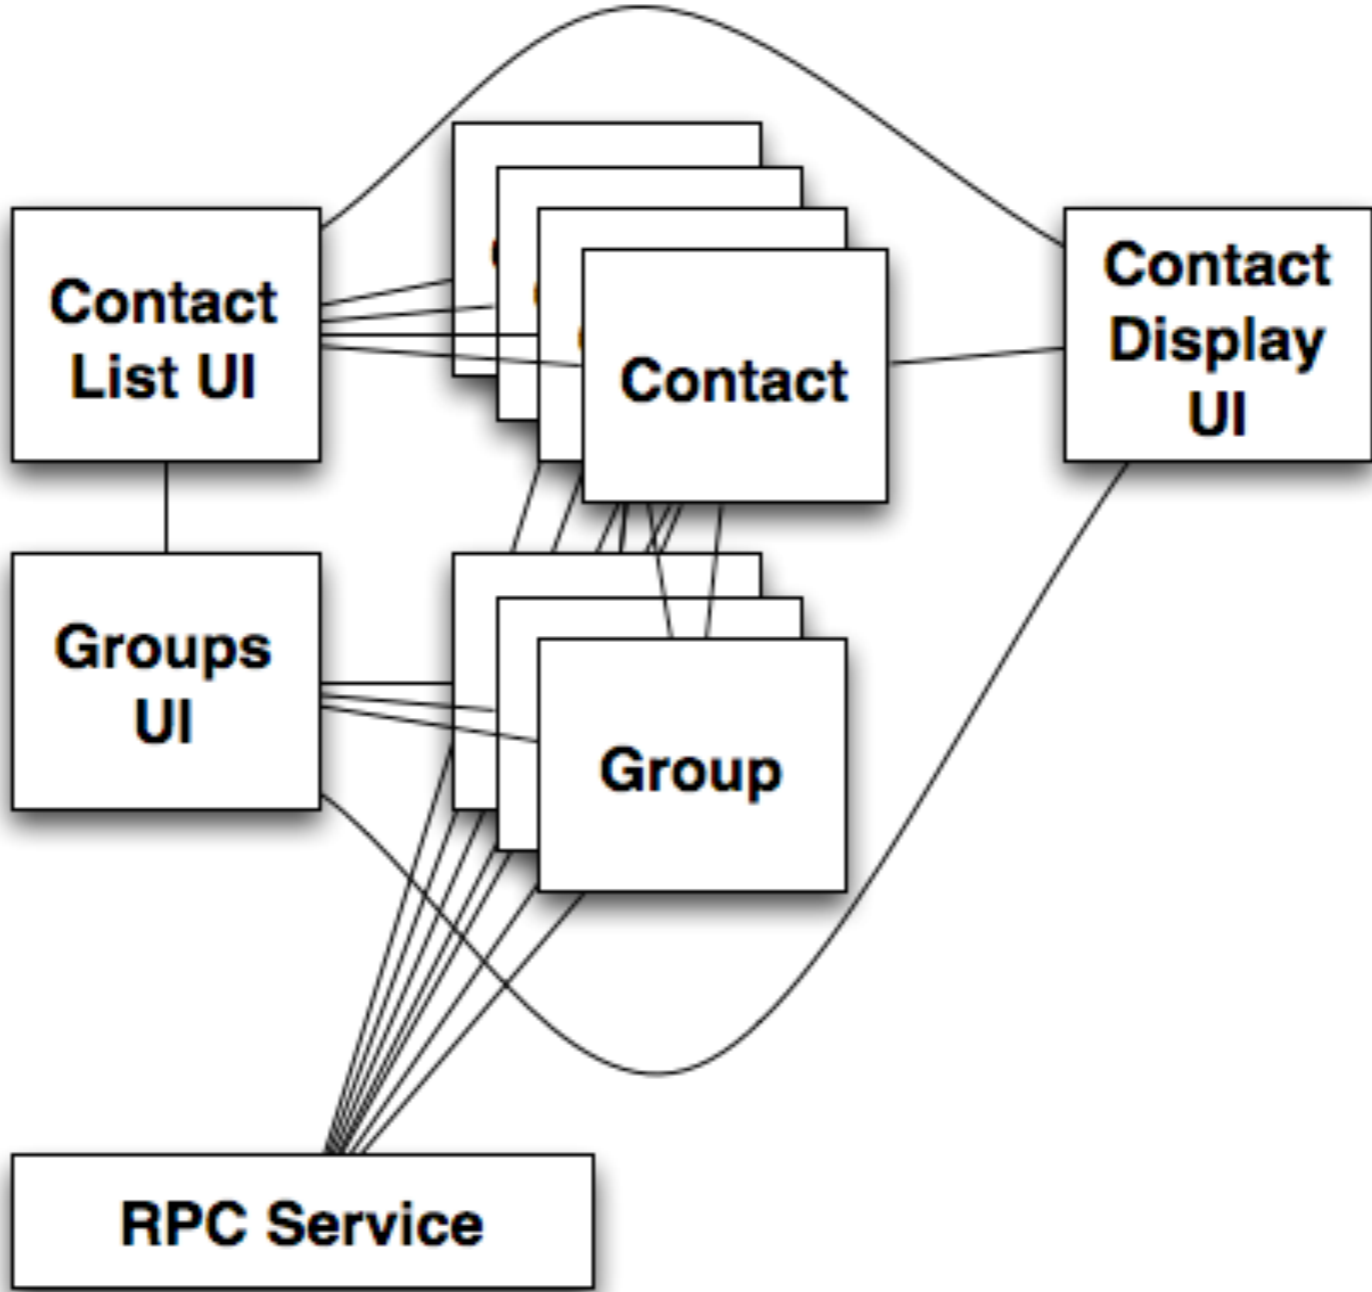 Contact
List UI
Contact
Contact
Display
UI
Groups
UI
Group
RPC Service